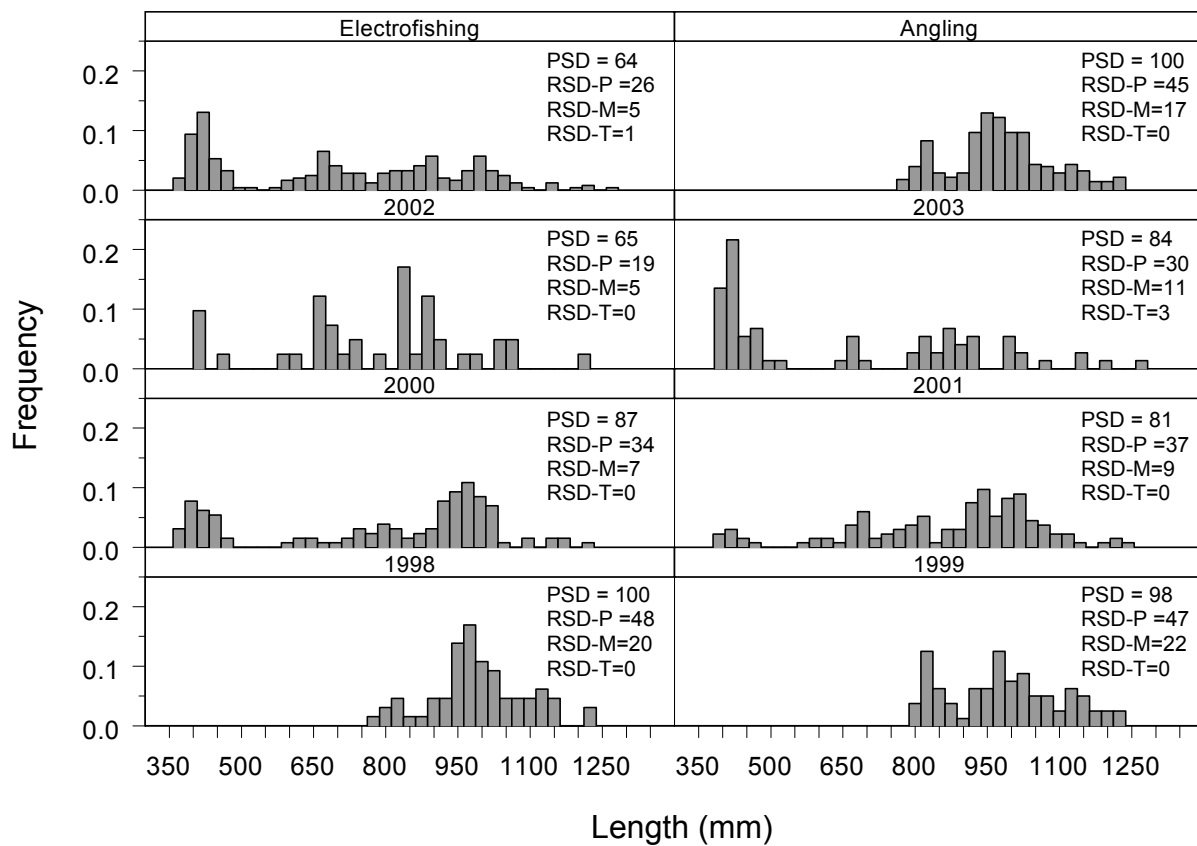 Electrofishing
Angling
0.2
PSD = 64
RSD-P =26
RSD-M=5
RSD-T=1
PSD = 100
RSD-P =45
RSD-M=17
RSD-T=0
0.1
0.0
2002
2003
0.2
PSD = 65
RSD-P =19
RSD-M=5
RSD-T=0
PSD = 84
RSD-P =30
RSD-M=11
RSD-T=3
0.1
0.0
2000
2001
0.2
PSD = 87
RSD-P =34
RSD-M=7
RSD-T=0
PSD = 81
RSD-P =37
RSD-M=9
RSD-T=0
0.1
0.0
1998
1999
0.2
PSD = 100
RSD-P =48
RSD-M=20
RSD-T=0
PSD = 98
RSD-P =47
RSD-M=22
RSD-T=0
0.1
0.0
Frequency
350 500 650 800 950 1100 1250
350 500 650 800 950 1100 1250
Length (mm)